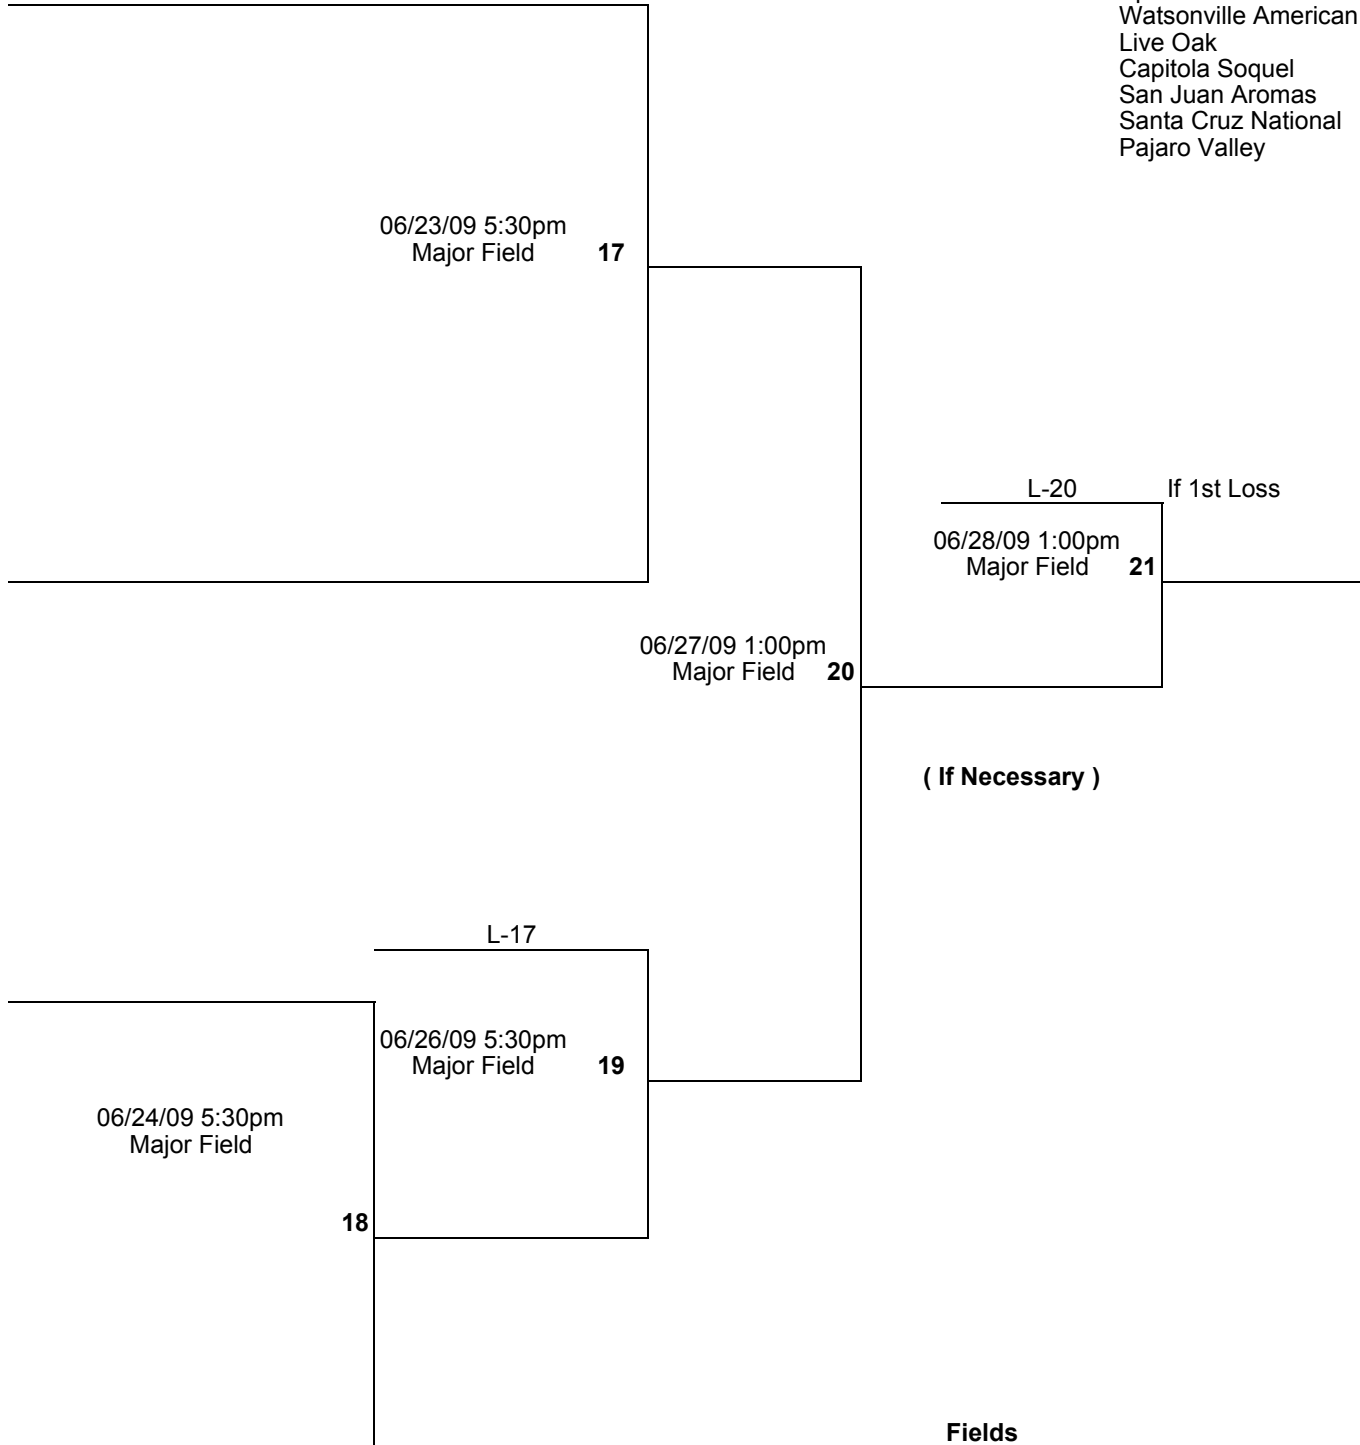 Watsonville American
Live Oak
Capitola Soquel
San Juan Aromas
Santa Cruz National
Pajaro Valley
06/23/09 5:30pm
Major Field 17
L-20 If 1st Loss
06/28/09 1:00pm
Major Field 21
06/27/09 1:00pm
Major Field 20
( If Necessary )
L-17
06/26/09 5:30pm
Major Field 19
06/24/09 5:30pm
Major Field
18
Fields